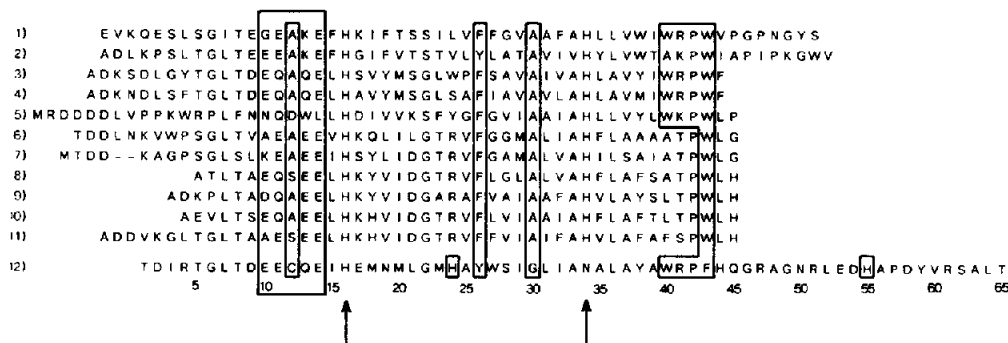 1) EVKQESLSGITEGEAKEFHKIFTSSILVFFGVAAFAHLLVWIWRPWVPGPNGYS
2) ADLKPSLTGLTEEEAKEFHGIFVTSTVLYLATAVIVHYLVWTAKPWIAPIPKGWV
3) ADKSDLGYTGLTDEQAQELHSVYMSGLWPFSAVAIVAHLAVYIWRPWF
4) ADKNDLSFTGLTDEQAQELHAVYMSGLSAFIAVAVLAHLAVMIWRPWF
5) MRDDDDLVPPKWRPLFNNQDWLLHDIVVKSFYGFGVIAAIAHLLVYLWKPWLP
6) TDDLNKVWPSGLTVAEAEEVHKQLILGTRVFGGMALIAHFLAAAATPWLG
7) MTDD--KAGPSGLSLKEAEEIHSYLIDGTRVFGAMALVAHILSAIATPWLG
8) ATLTAEQSEELHKYVIDGTRVFLGLALVAHFLAFSATPWLH
9) ADKPLTADQAEELHKYVIDGARAFVAIAAFAHVLAYSLTPWLH
10) AEVLTSEQAEELHKHVIDGTRVFLVIAAIAHFLAFTLTPWLH
11) ADDVKGLTGLTAAESEELHKHVIDGTRVFFVIAIFAHVLAFAFSPWLH
12) TDIRTGLTDEECQEIHEMNMLGMHAYWSIGLIANALAYAWRPFHQGRAGNRLEDHAPDYVRSALT
5 10 15 20 25 30 35 40 45 50 55 60 65